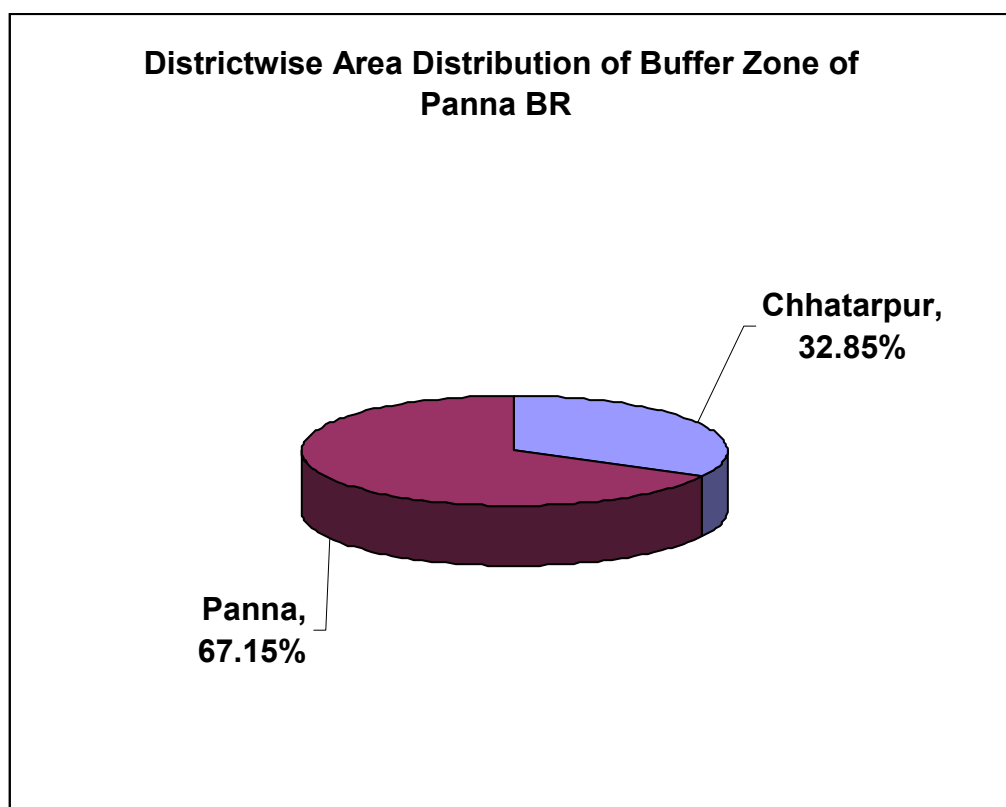 Districtwise Area Distribution of Buffer Zone of
Panna BR
Chhatarpur,
32.85%
Panna,
67.15%